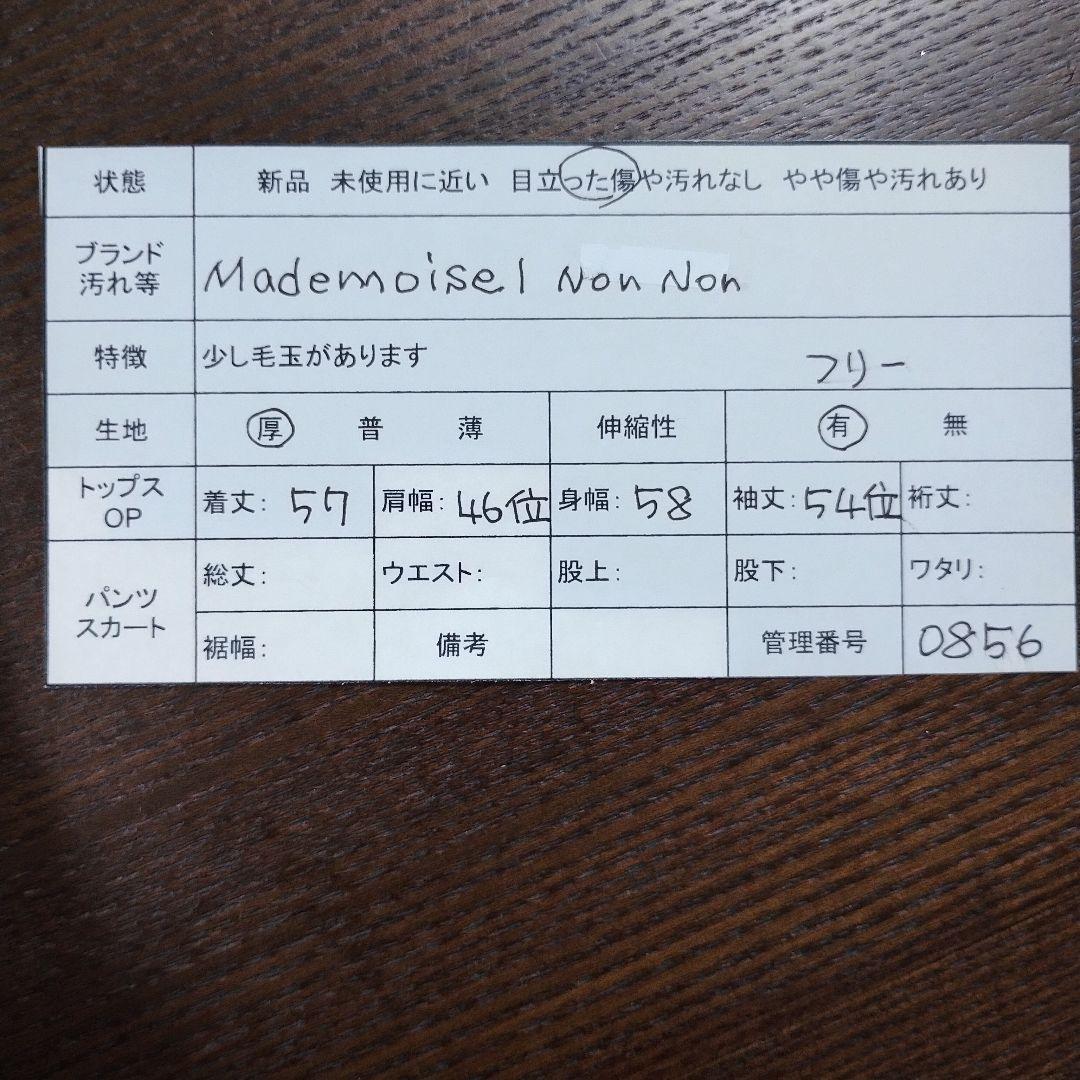 状態 新品 未使用に近い 目立った傷や汚れなし やや傷や汚れあり
ブランド
汚れ等 Mademoisel Non Non
特徴 少し毛玉があります フリー
生地 厚 普 薄 伸縮性 有 無
トップス
OP 着丈: 57 肩幅: 46位 身幅: 58 袖丈: 54位 裄丈:
パンツ
スカート 総丈: ウエスト: 股上: 股下: ワタリ:
裾幅: 備考 管理番号 0856